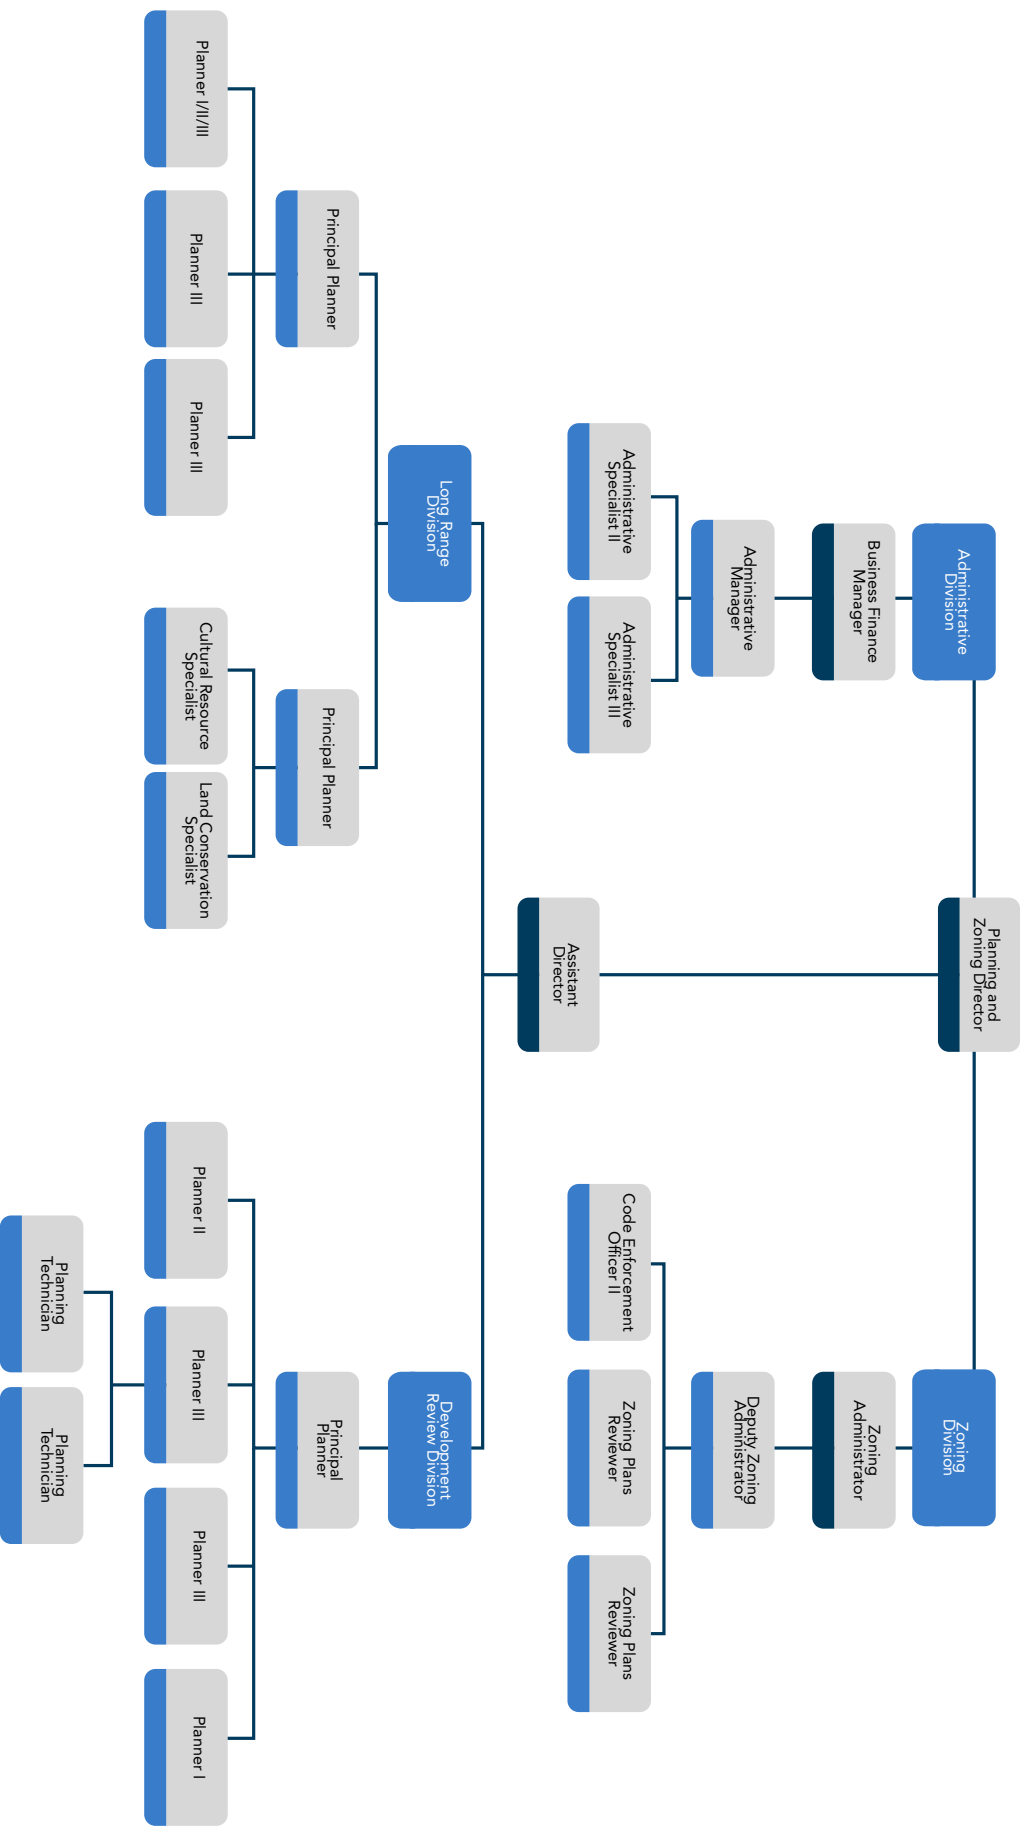 Planning and
Zoning Director
Administrative
Division
Zoning
Division
Business Finance
Manager
Zoning
Administrator
Administrative
Manager
Deputy Zoning
Administrator
Administrative
Specialist II
Administrative
Specialist III
Code Enforcement
Officer II
Zoning Plans
Reviewer
Zoning Plans
Reviewer
Assistant
Director
Long Range
Division
Development
Review Division
Principal Planner
Principal Planner
Principal
Planner
Planner I/II/III
Planner III
Planner III
Cultural Resource
Specialist
Land Conservation
Specialist
Planner II
Planner III
Planner III
Planner I
Planning
Technician
Planning
Technician